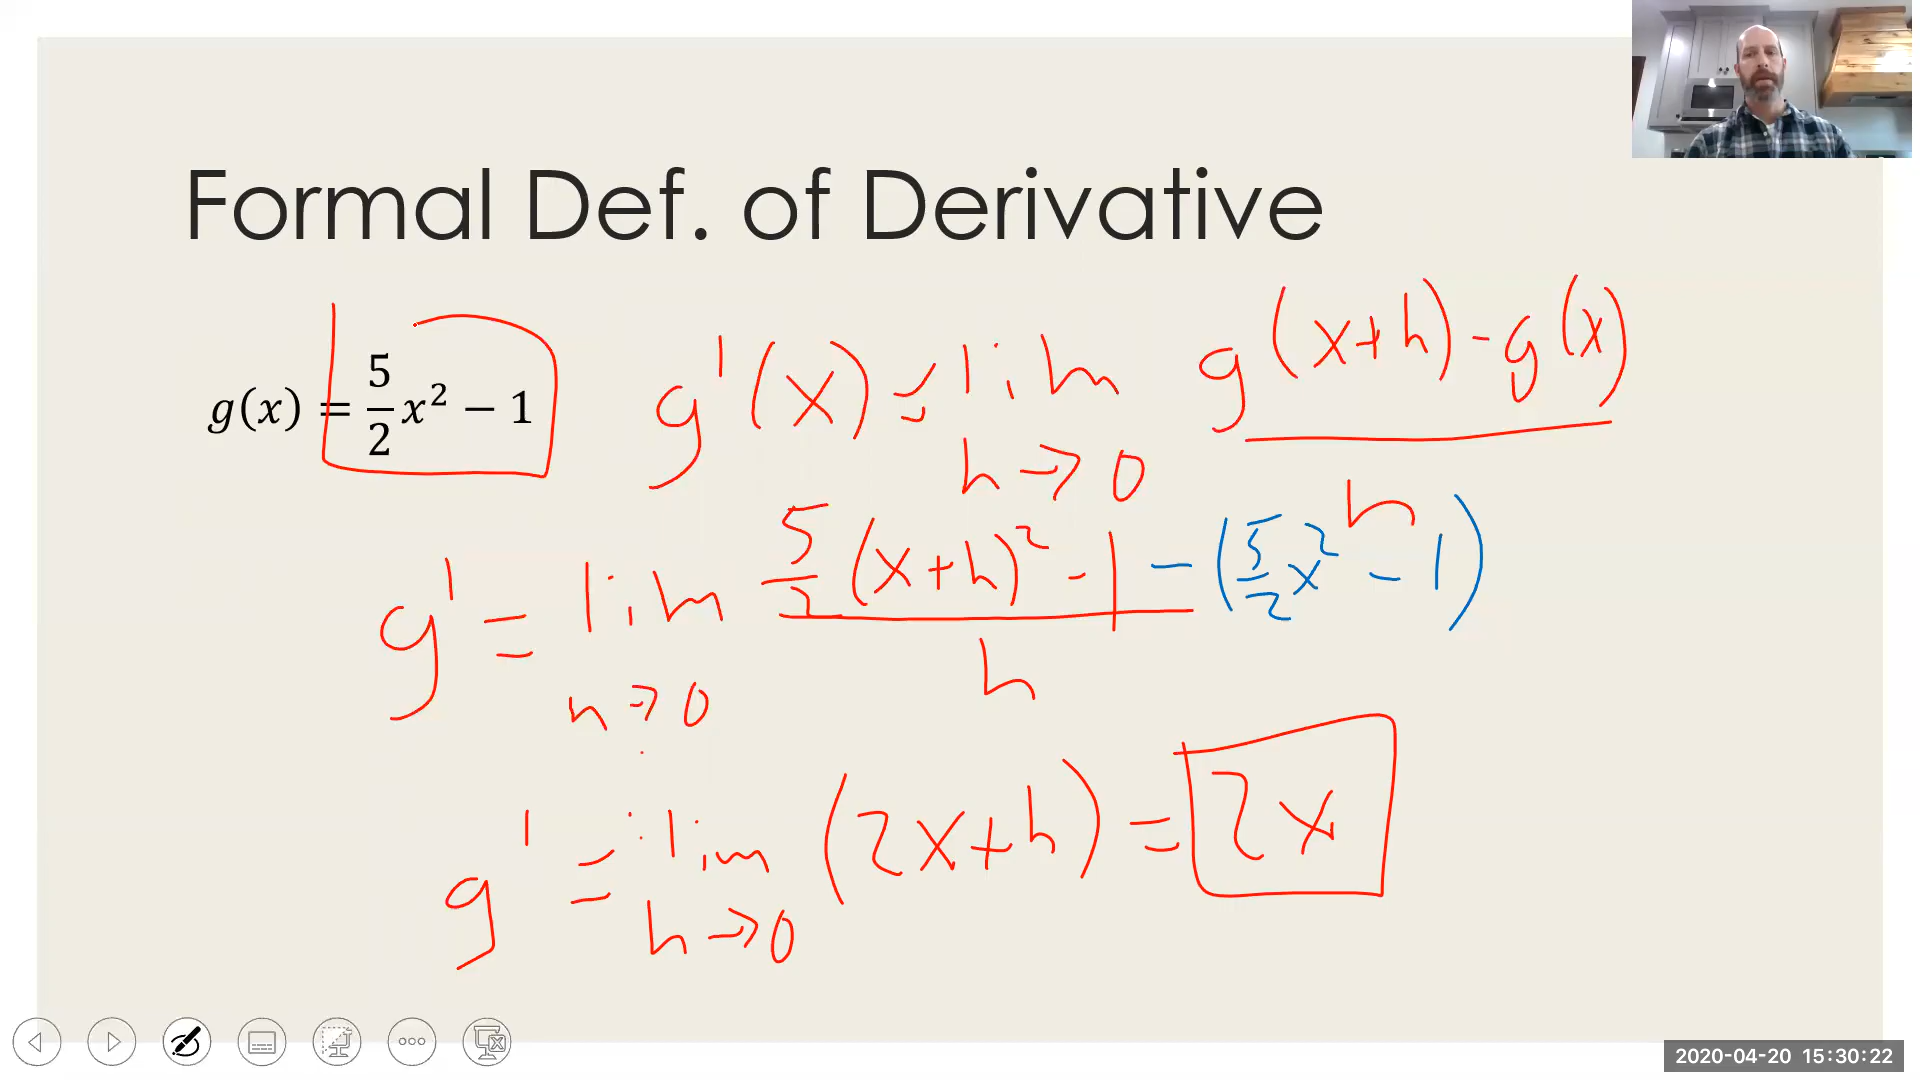 Formal Def. of Derivative
g(x) = 5/2 x² − 1
g'(x) = lim h→0 g(x+h) - g(x) / h
g' = lim h→0 5/2 (x+h)² - 1 - (5/2 x² - 1) / h
g' = lim h→0 (2x+h) = 2x
2020-04-20 15:30:22